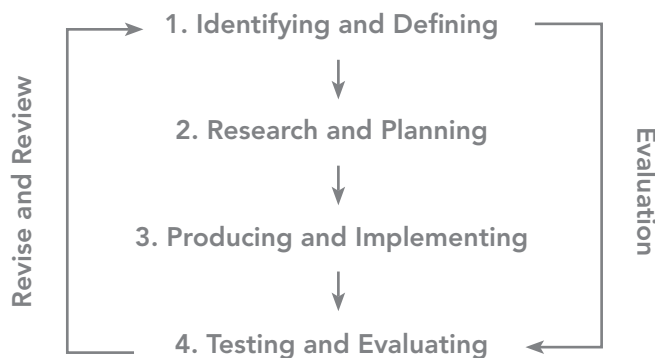 1. Identifying and Defining
2. Research and Planning
3. Producing and Implementing
4. Testing and Evaluating
Revise and Review
Evaluation